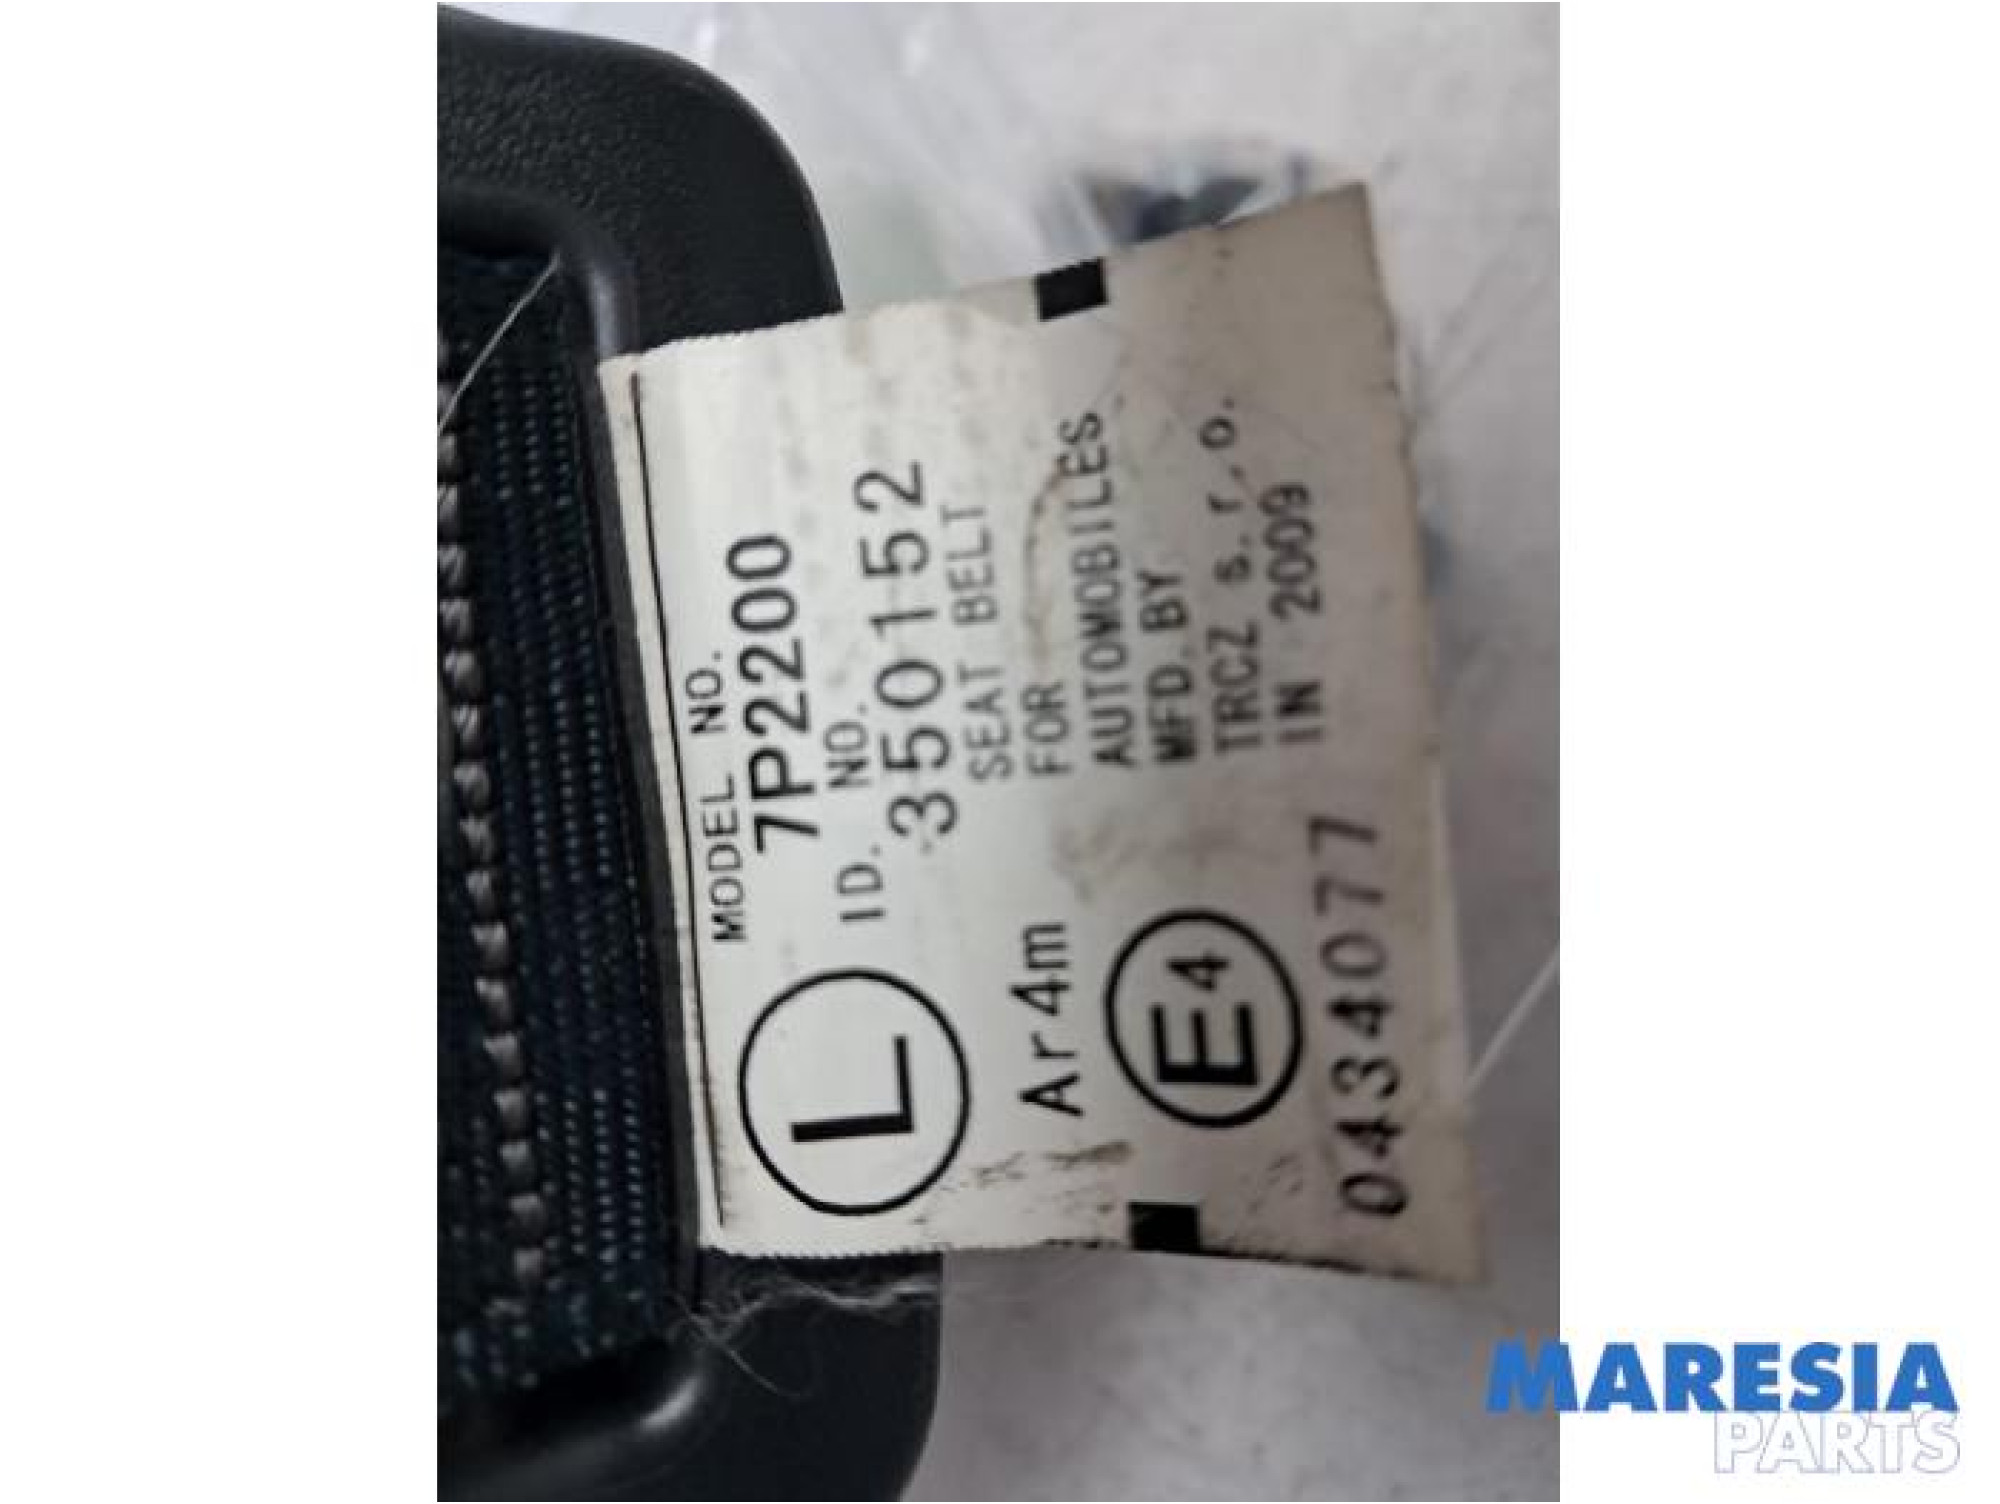 MODEL NO.
7P2200
ID. NO.
350152
SEAT BELT
FOR
AUTOMOBILES
MFD. BY
TRCZ s.r.o.
IN 2009
L
Ar4m
E4
0434077
MARESIA
PARTS